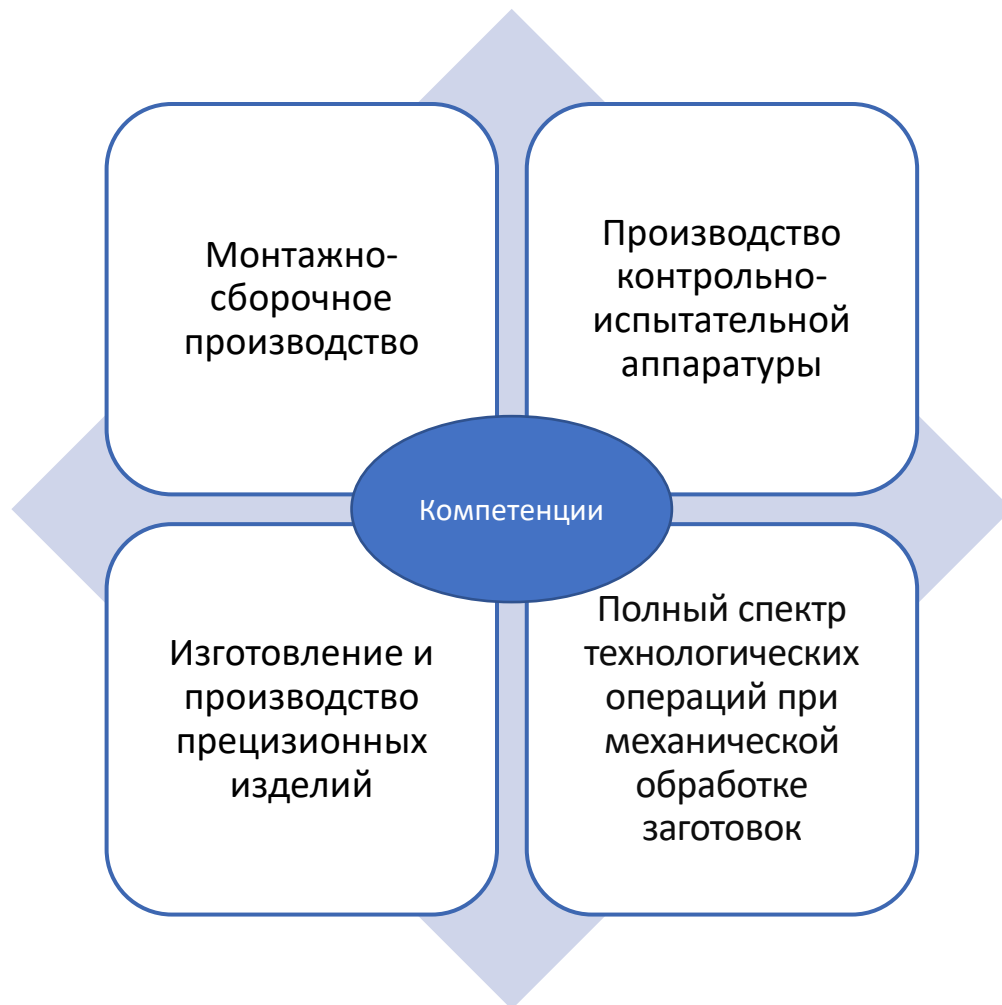 Монтажно-
сборочное
производство
Производство
контрольно-
испытательной
аппаратуры
Компетенции
Изготовление и
производство
прецизионных
изделий
Полный спектр
технологических
операций при
механической
обработке
заготовок